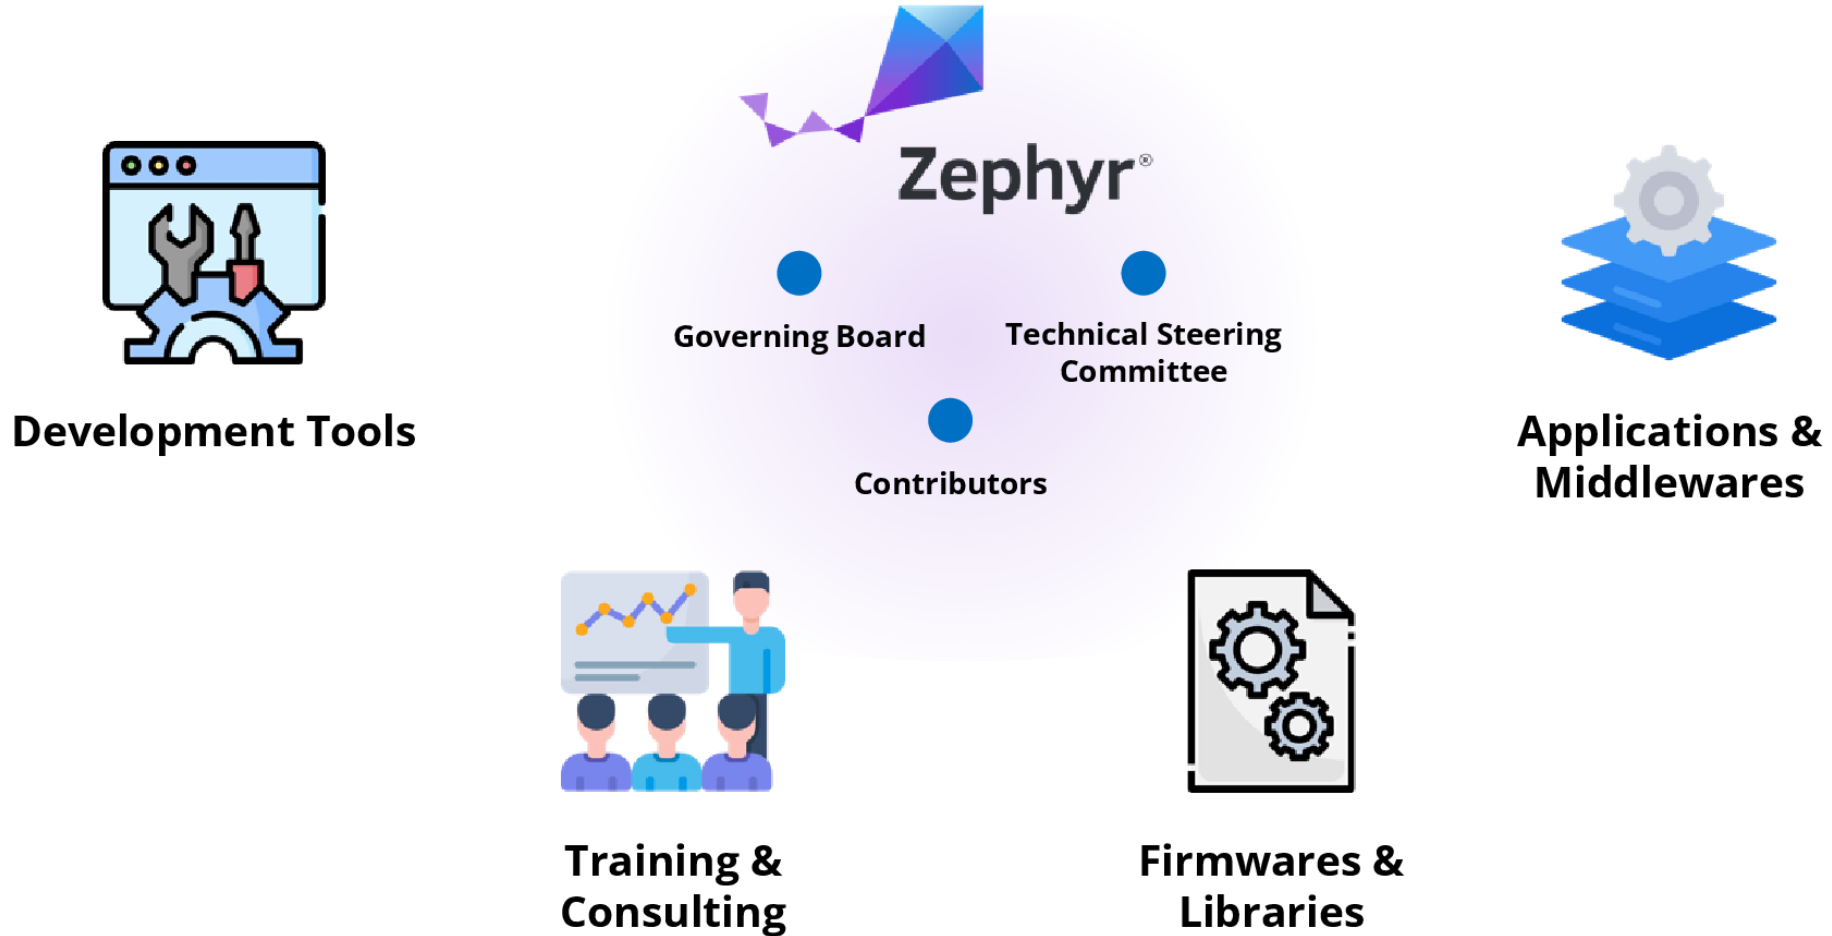 Zephyr®
Governing Board
Technical Steering
Committee
Contributors
Development Tools
Applications &
Middlewares
Training &
Consulting
Firmwares &
Libraries